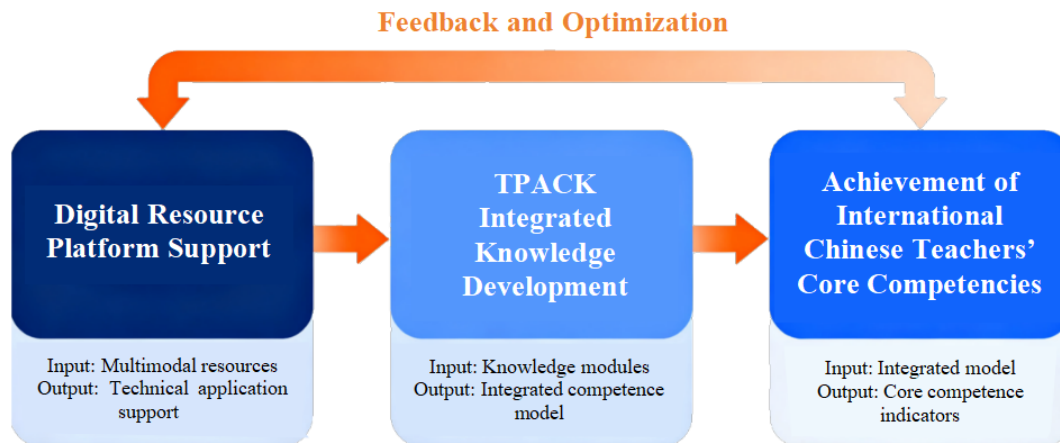 Feedback and Optimization
Digital Resource
Platform Support
TPACK
Integrated
Knowledge
Development
Achievement of
International
Chinese Teachers’
Core Competencies
Input: Multimodal resources
Output: Technical application
support
Input: Knowledge modules
Output: Integrated competence
model
Input: Integrated model
Output: Core competence
indicators